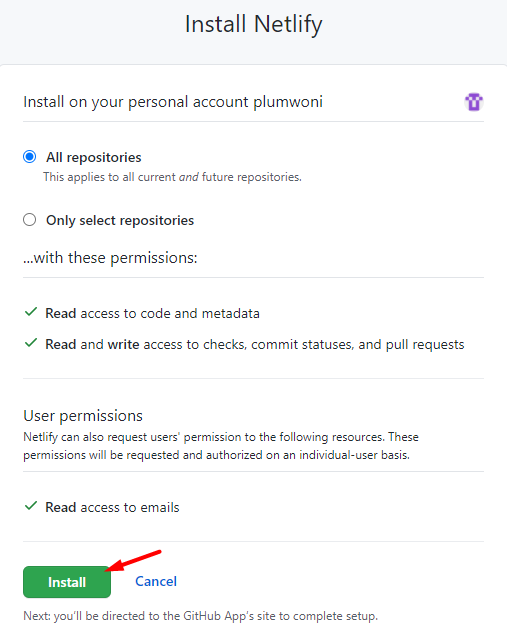 Install Netlify
Install on your personal account plumwoni
All repositories
This applies to all current and future repositories.
Only select repositories
...with these permissions:
Read access to code and metadata
Read and write access to checks, commit statuses, and pull requests
User permissions
Netlify can also request users' permission to the following resources. These
permissions will be requested and authorized on an individual-user basis.
Read access to emails
Install Cancel
Next: you'll be directed to the GitHub App's site to complete setup.